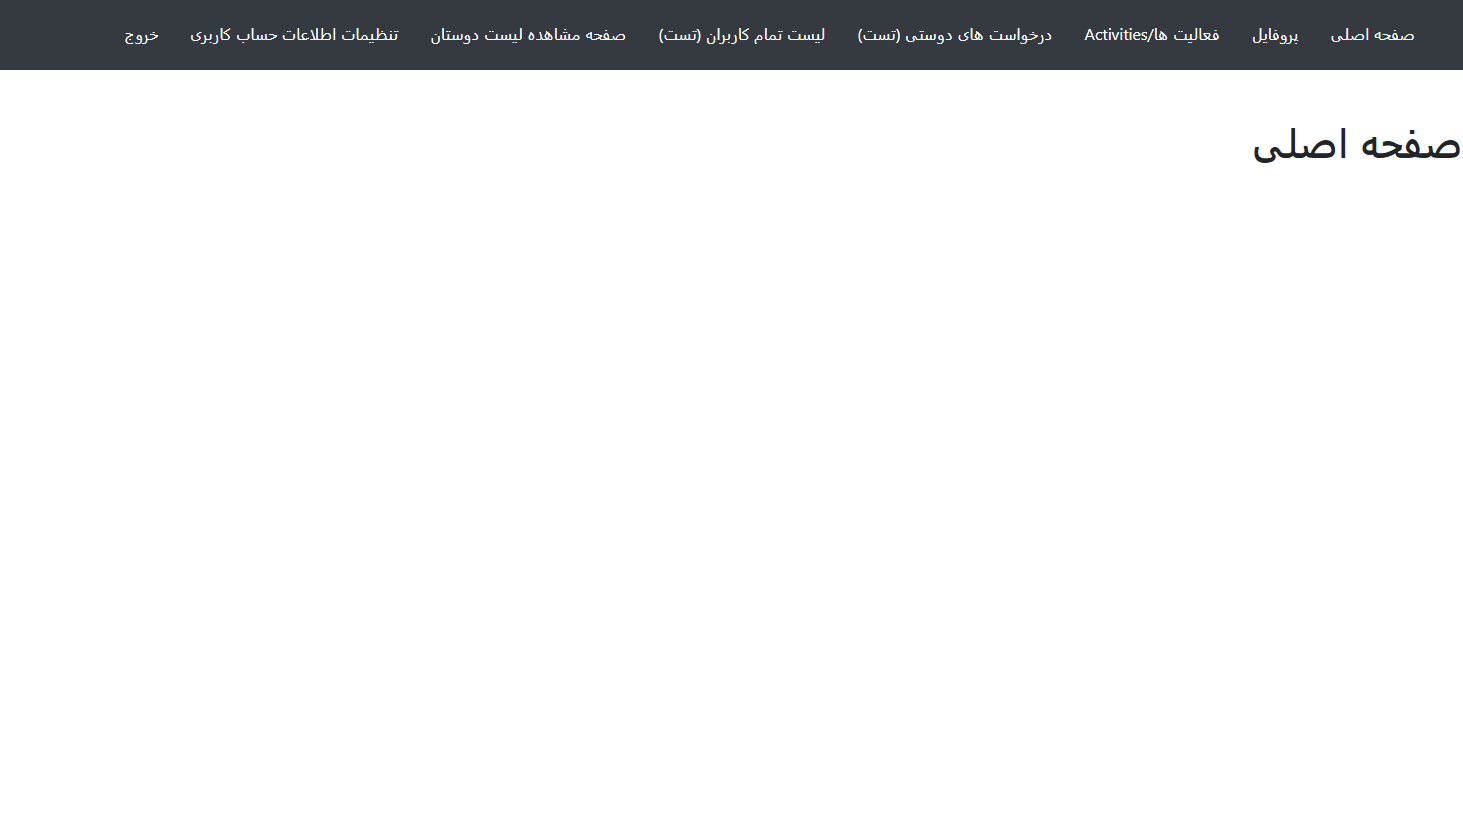 صفحه اصلی پروفایل فعالیت ها/Activities درخواست های دوستی (تست) لیست تمام کاربران (تست) صفحه مشاهده لیست دوستان تنظیمات اطلاعات حساب کاربری خروج
صفحه اصلی